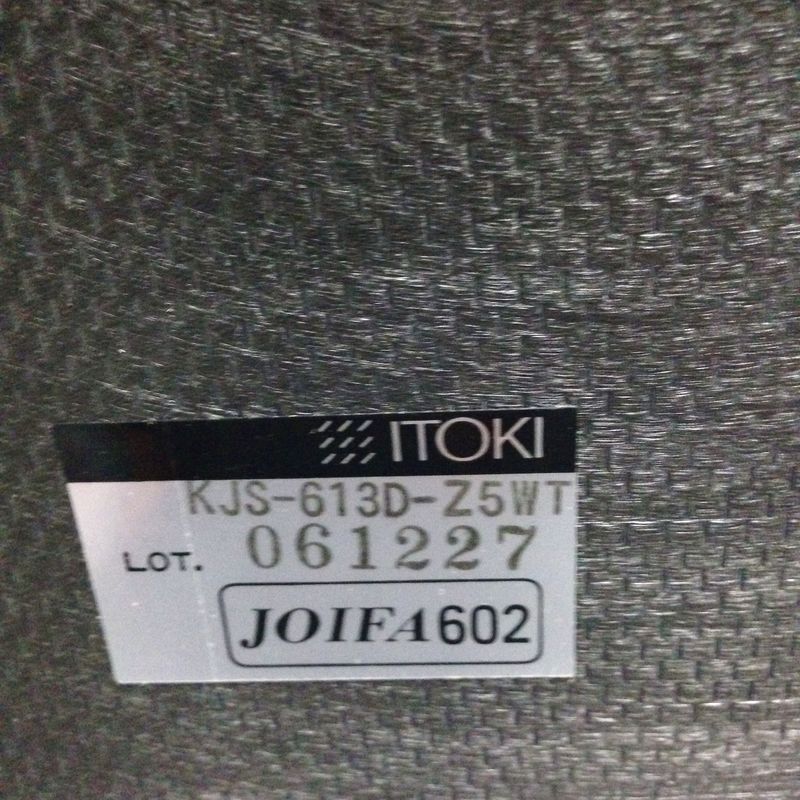 ITOKI
KJS-613D-Z5WT
LOT. 061227
JOIFA602